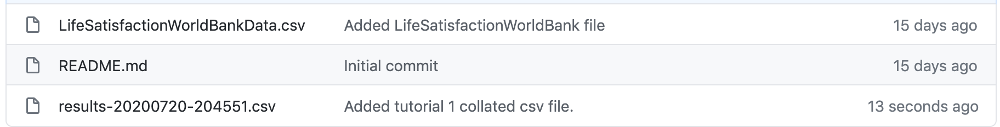 LifeSatisfactionWorldBankData.csv Added LifeSatisfactionWorldBank file 15 days ago
README.md Initial commit 15 days ago
results-20200720-204551.csv Added tutorial 1 collated csv file. 13 seconds ago